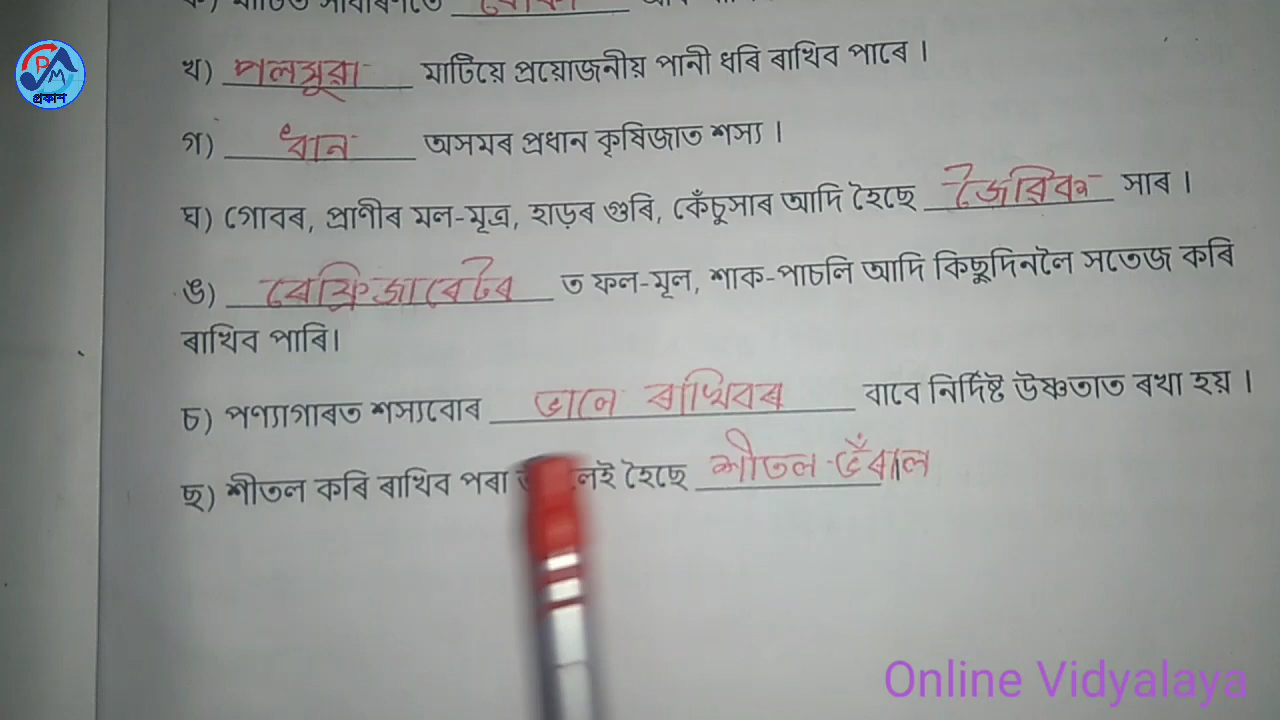 খ) পলসুৱা মাটিয়ে প্ৰয়োজনীয় পানী ধৰি ৰাখিব পাৰে ।
গ) ধান অসমৰ প্ৰধান কৃষিজাত শস্য ।
ঘ) গোবৰ, প্ৰাণীৰ মল-মূত্ৰ, হাড়ৰ গুৰি, কেঁচুসাৰ আদি হৈছে জৈৱিক সাৰ ।
ঙ) ৰেফ্ৰিজাৰেটৰ ত ফল-মূল, শাক-পাচলি আদি কিছুদিনলৈ সতেজ কৰি
ৰাখিব পাৰি।
চ) পণ্যাগাৰত শস্যবোৰ ভালে ৰাখিবৰ বাবে নিৰ্দিষ্ট উষ্ণতাত ৰখা হয় ।
ছ) শীতল কৰি ৰাখিব পৰা হৈছে শীতল ভঁৰাল
PM
প্ৰকাশ
Online Vidyalaya